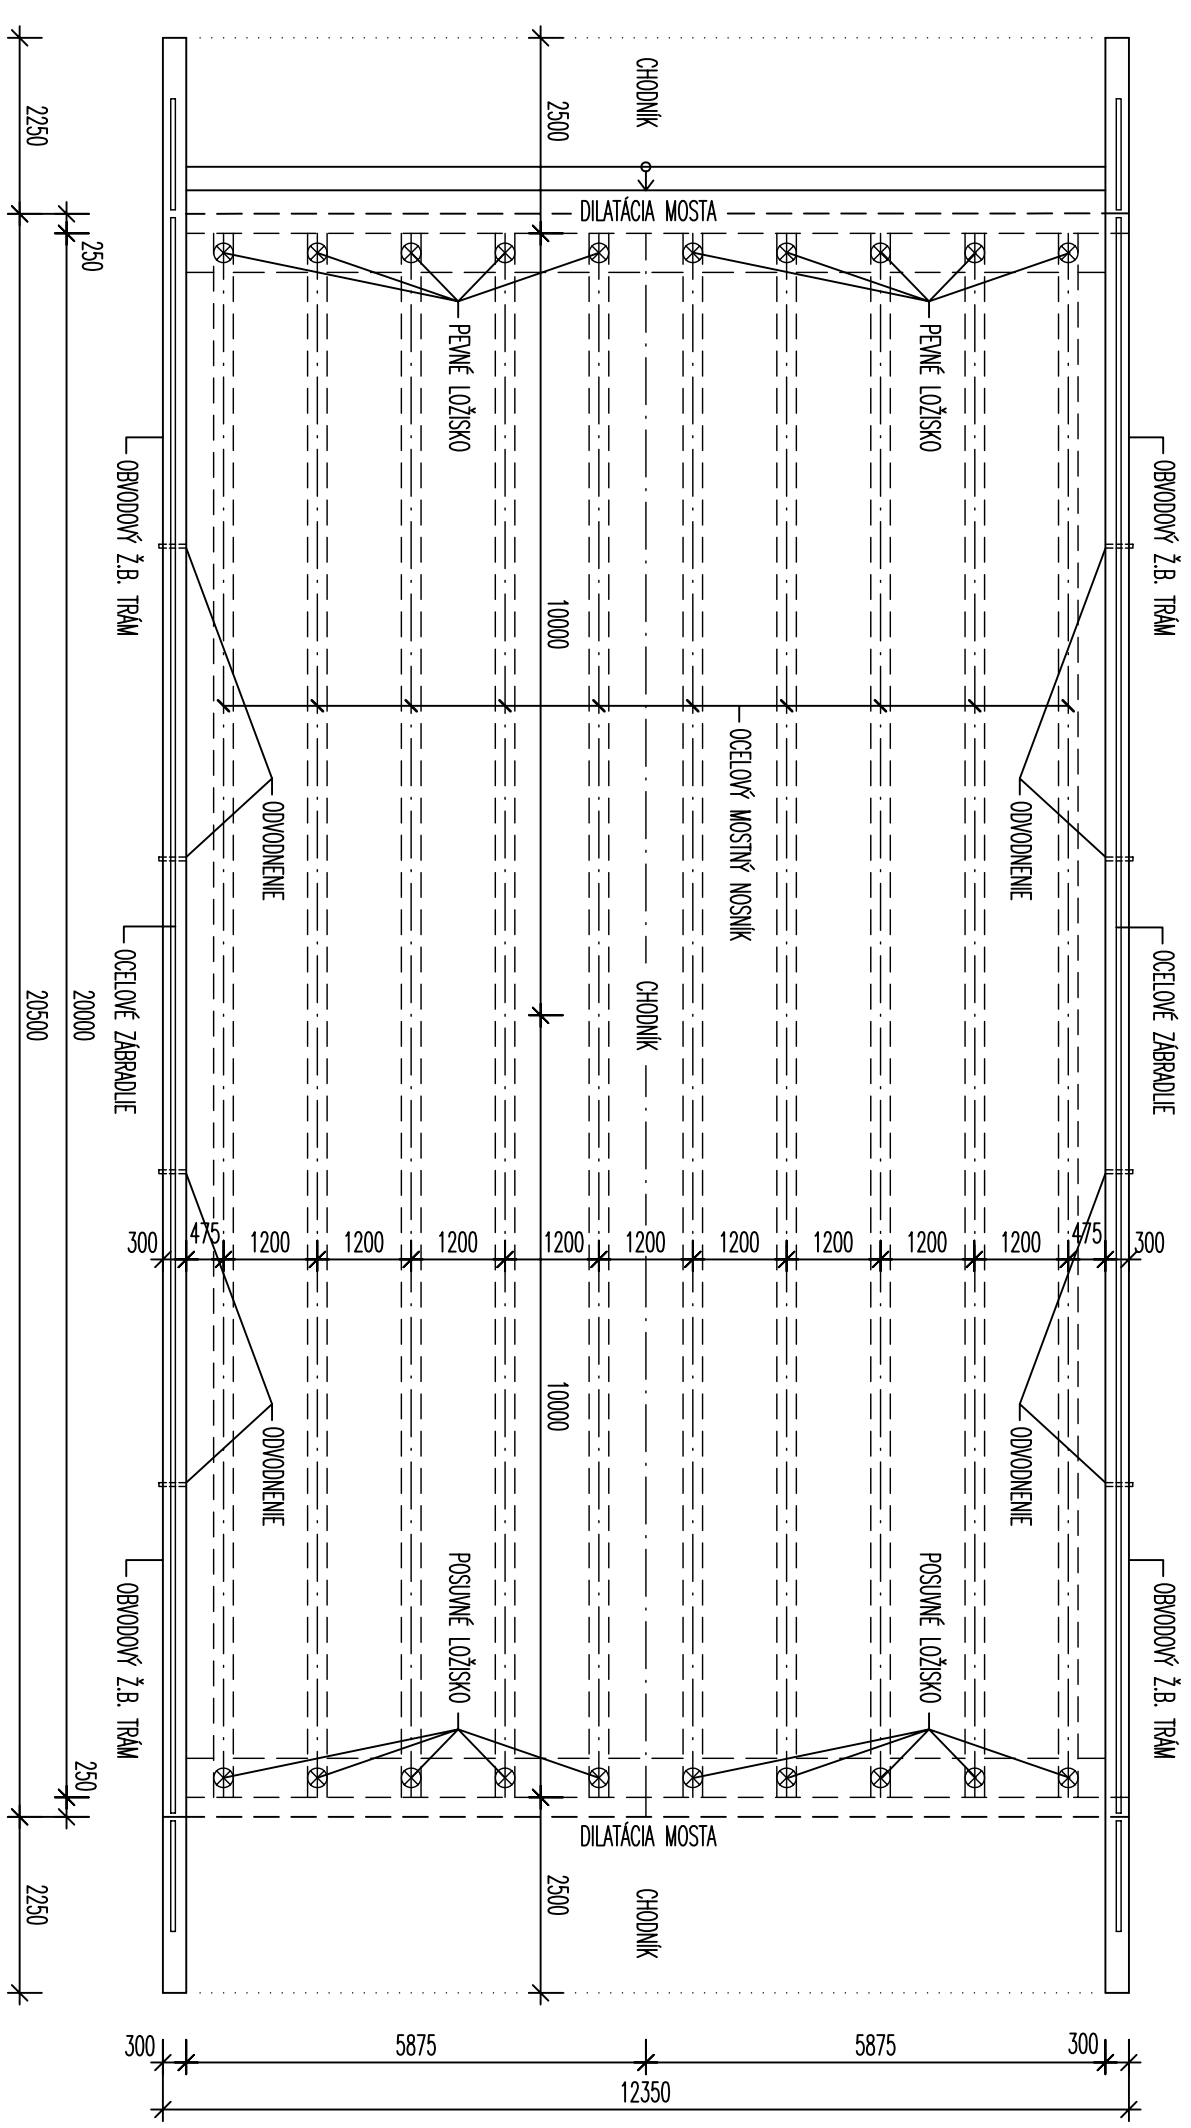 OBVODOVÝ Ž.B. TRÁM
OCELOVÉ ZÁBRADLIE
OBVODOVÝ Ž.B. TRÁM
300
475
1200
1200
1200
1200
1200
1200
1200
1200
1200
475
300
PEVNÉ LOŽISKO
ODVODNENIE
ODVODNENIE
POSUVNÉ LOŽISKO
OCELOVÝ MOSTNÝ NOSNÍK
CHODNÍK
DILATÁCIA MOSTA
CHODNÍK
DILATÁCIA MOSTA
CHODNÍK
2500
10000
10000
2500
PEVNÉ LOŽISKO
POSUVNÉ LOŽISKO
ODVODNENIE
ODVODNENIE
OBVODOVÝ Ž.B. TRÁM
OCELOVÉ ZÁBRADLIE
OBVODOVÝ Ž.B. TRÁM
250
20000
250
2250
20500
2250
300
5875
5875
300
12350